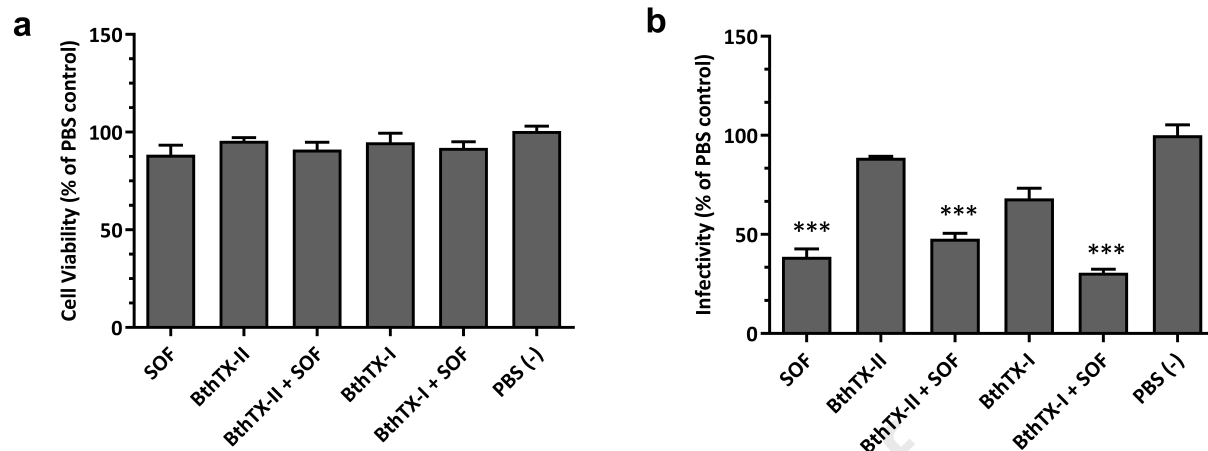 a
150
100
50
0
Cell Viability (% of PBS control)
SOF
BthTX-II
BthTX-II + SOF
BthTX-I
BthTX-I + SOF
PBS (-)
b
150
100
50
0
Infectivity (% of PBS control)
***
***
***
SOF
BthTX-II
BthTX-II + SOF
BthTX-I
BthTX-I + SOF
PBS (-)